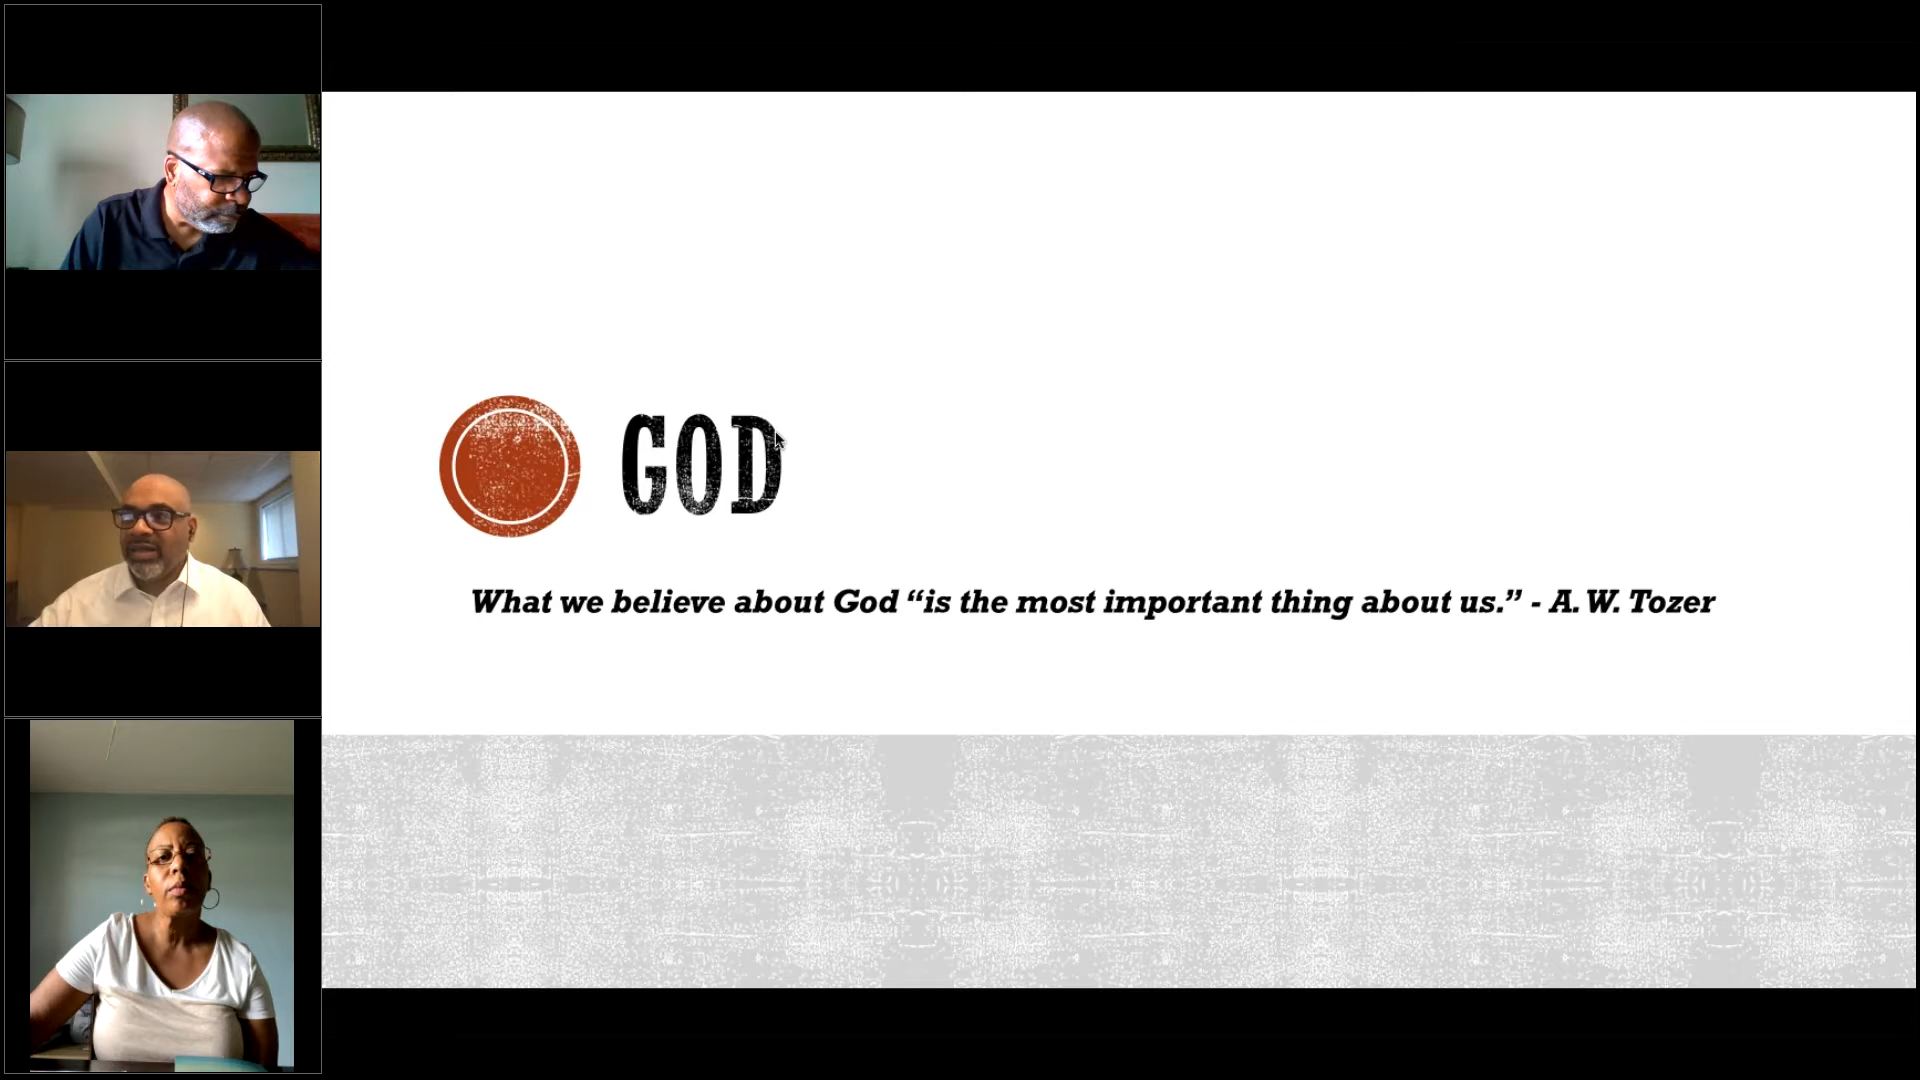 GOD
What we believe about God “is the most important thing about us.” - A. W. Tozer